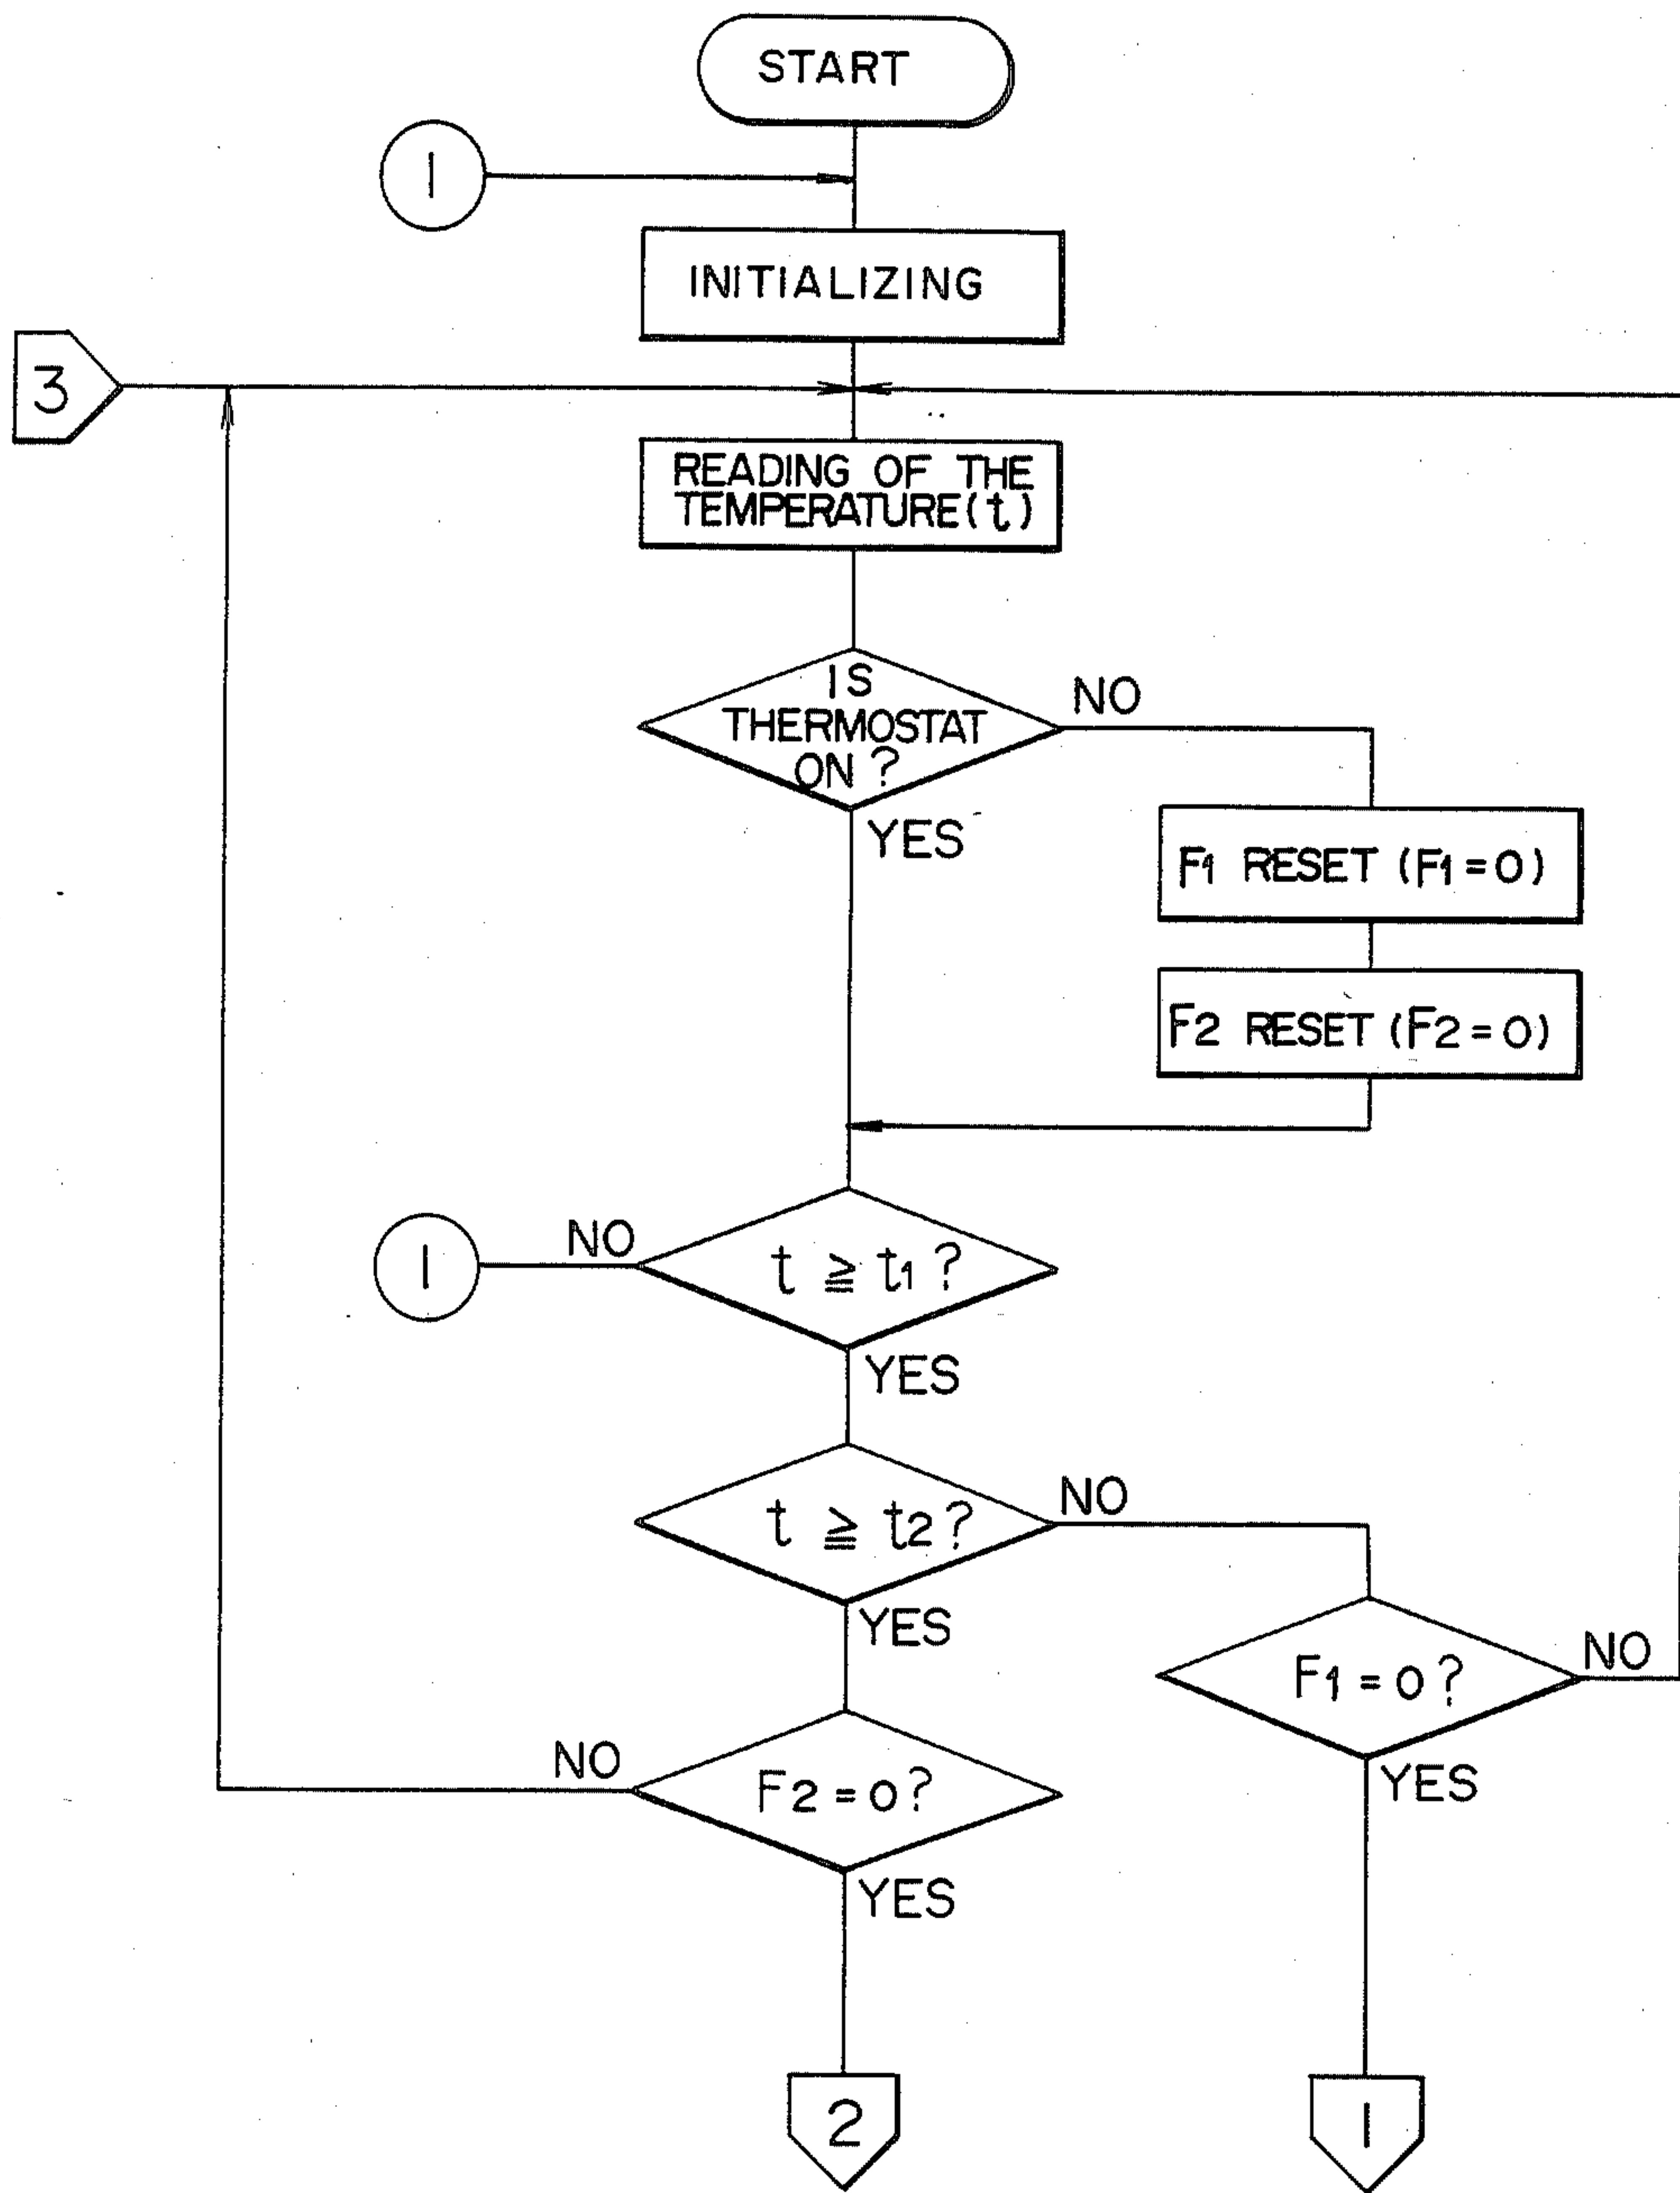 START
1
INITIALIZING
3
READING OF THE
TEMPERATURE(t)
IS
THERMOSTAT
ON ?
NO
YES
F1 RESET (F1=0)
F2 RESET (F2=0)
1
NO
t ≧ t1 ?
YES
t ≧ t2 ?
NO
YES
F1 = 0 ?
NO
YES
NO
F2 = 0 ?
YES
2
1